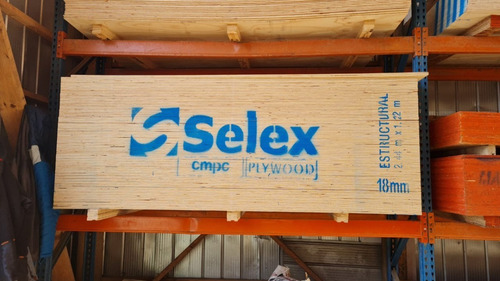 Selex
cmpc PLYWOOD
ESTRUCTURAL
2.44 m x 1.22 m
18mm